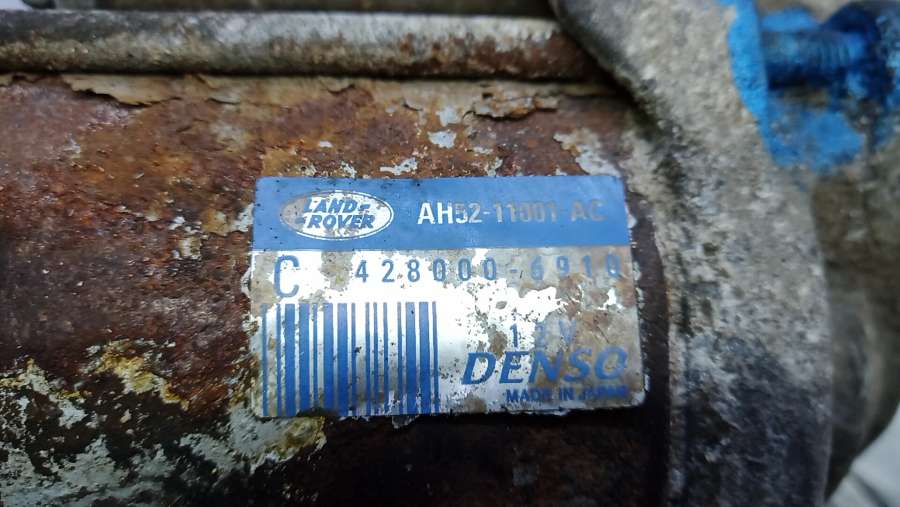 LAND-
-ROVER
AH52-11001-AC
C 428000-6910
12V
DENSO
MADE IN JAPAN